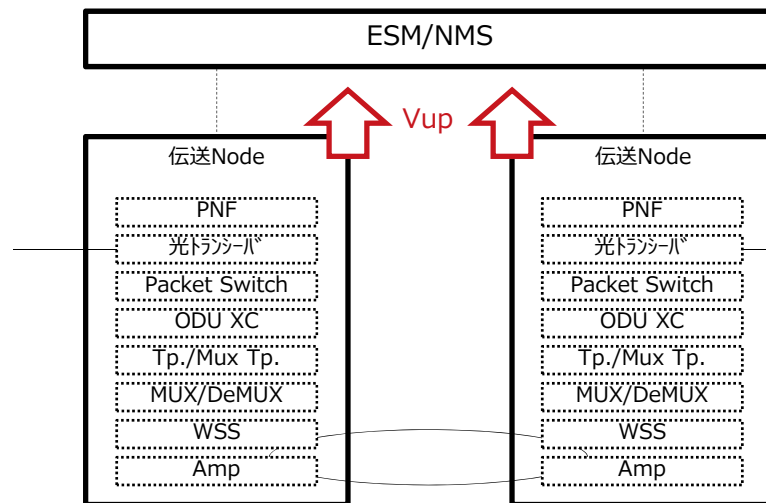 ESM/NMS
Vup
伝送Node
PNF
光ﾄﾗﾝｼｰﾊﾞ
Packet Switch
ODU XC
Tp./Mux Tp.
MUX/DeMUX
WSS
Amp
伝送Node
PNF
光ﾄﾗﾝｼｰﾊﾞ
Packet Switch
ODU XC
Tp./Mux Tp.
MUX/DeMUX
WSS
Amp